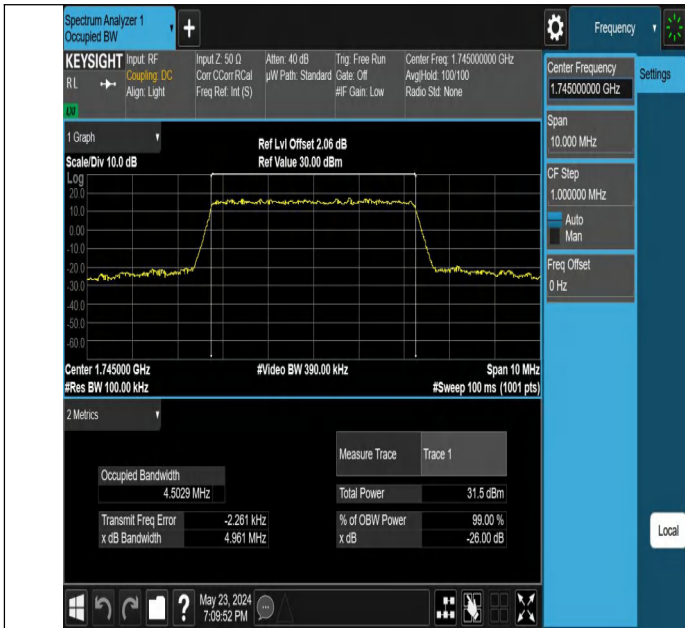 Spectrum Analyzer 1
Occupied BW
Frequency
KEYSIGHT
RL
LXI
Input: RF
Coupling: DC
Align: Light
Input Z: 50 Ω
Corr CCorr RCal
Freq Ref: Int (S)
Atten: 40 dB
µW Path: Standard
Trig: Free Run
Gate: Off
#IF Gain: Low
Center Freq: 1.745000000 GHz
Avg|Hold: 100/100
Radio Std: None
Center Frequency
1.745000000 GHz
Settings
Span
10.000 MHz
CF Step
1.000000 MHz
Auto
Man
Freq Offset
0 Hz
Local
1 Graph
Scale/Div 10.0 dB
Ref Lvl Offset 2.06 dB
Ref Value 30.00 dBm
Log
20.0
10.0
0.00
-10.0
-20.0
-30.0
-40.0
-50.0
-60.0
Center 1.745000 GHz
#Video BW 390.00 kHz
Span 10 MHz
#Res BW 100.00 kHz
#Sweep 100 ms (1001 pts)
2 Metrics
Measure Trace
Trace 1
Occupied Bandwidth
4.5029 MHz
Total Power
31.5 dBm
Transmit Freq Error
-2.261 kHz
% of OBW Power
99.00 %
x dB Bandwidth
4.961 MHz
x dB
-26.00 dB
?
May 23, 2024
7:09:52 PM